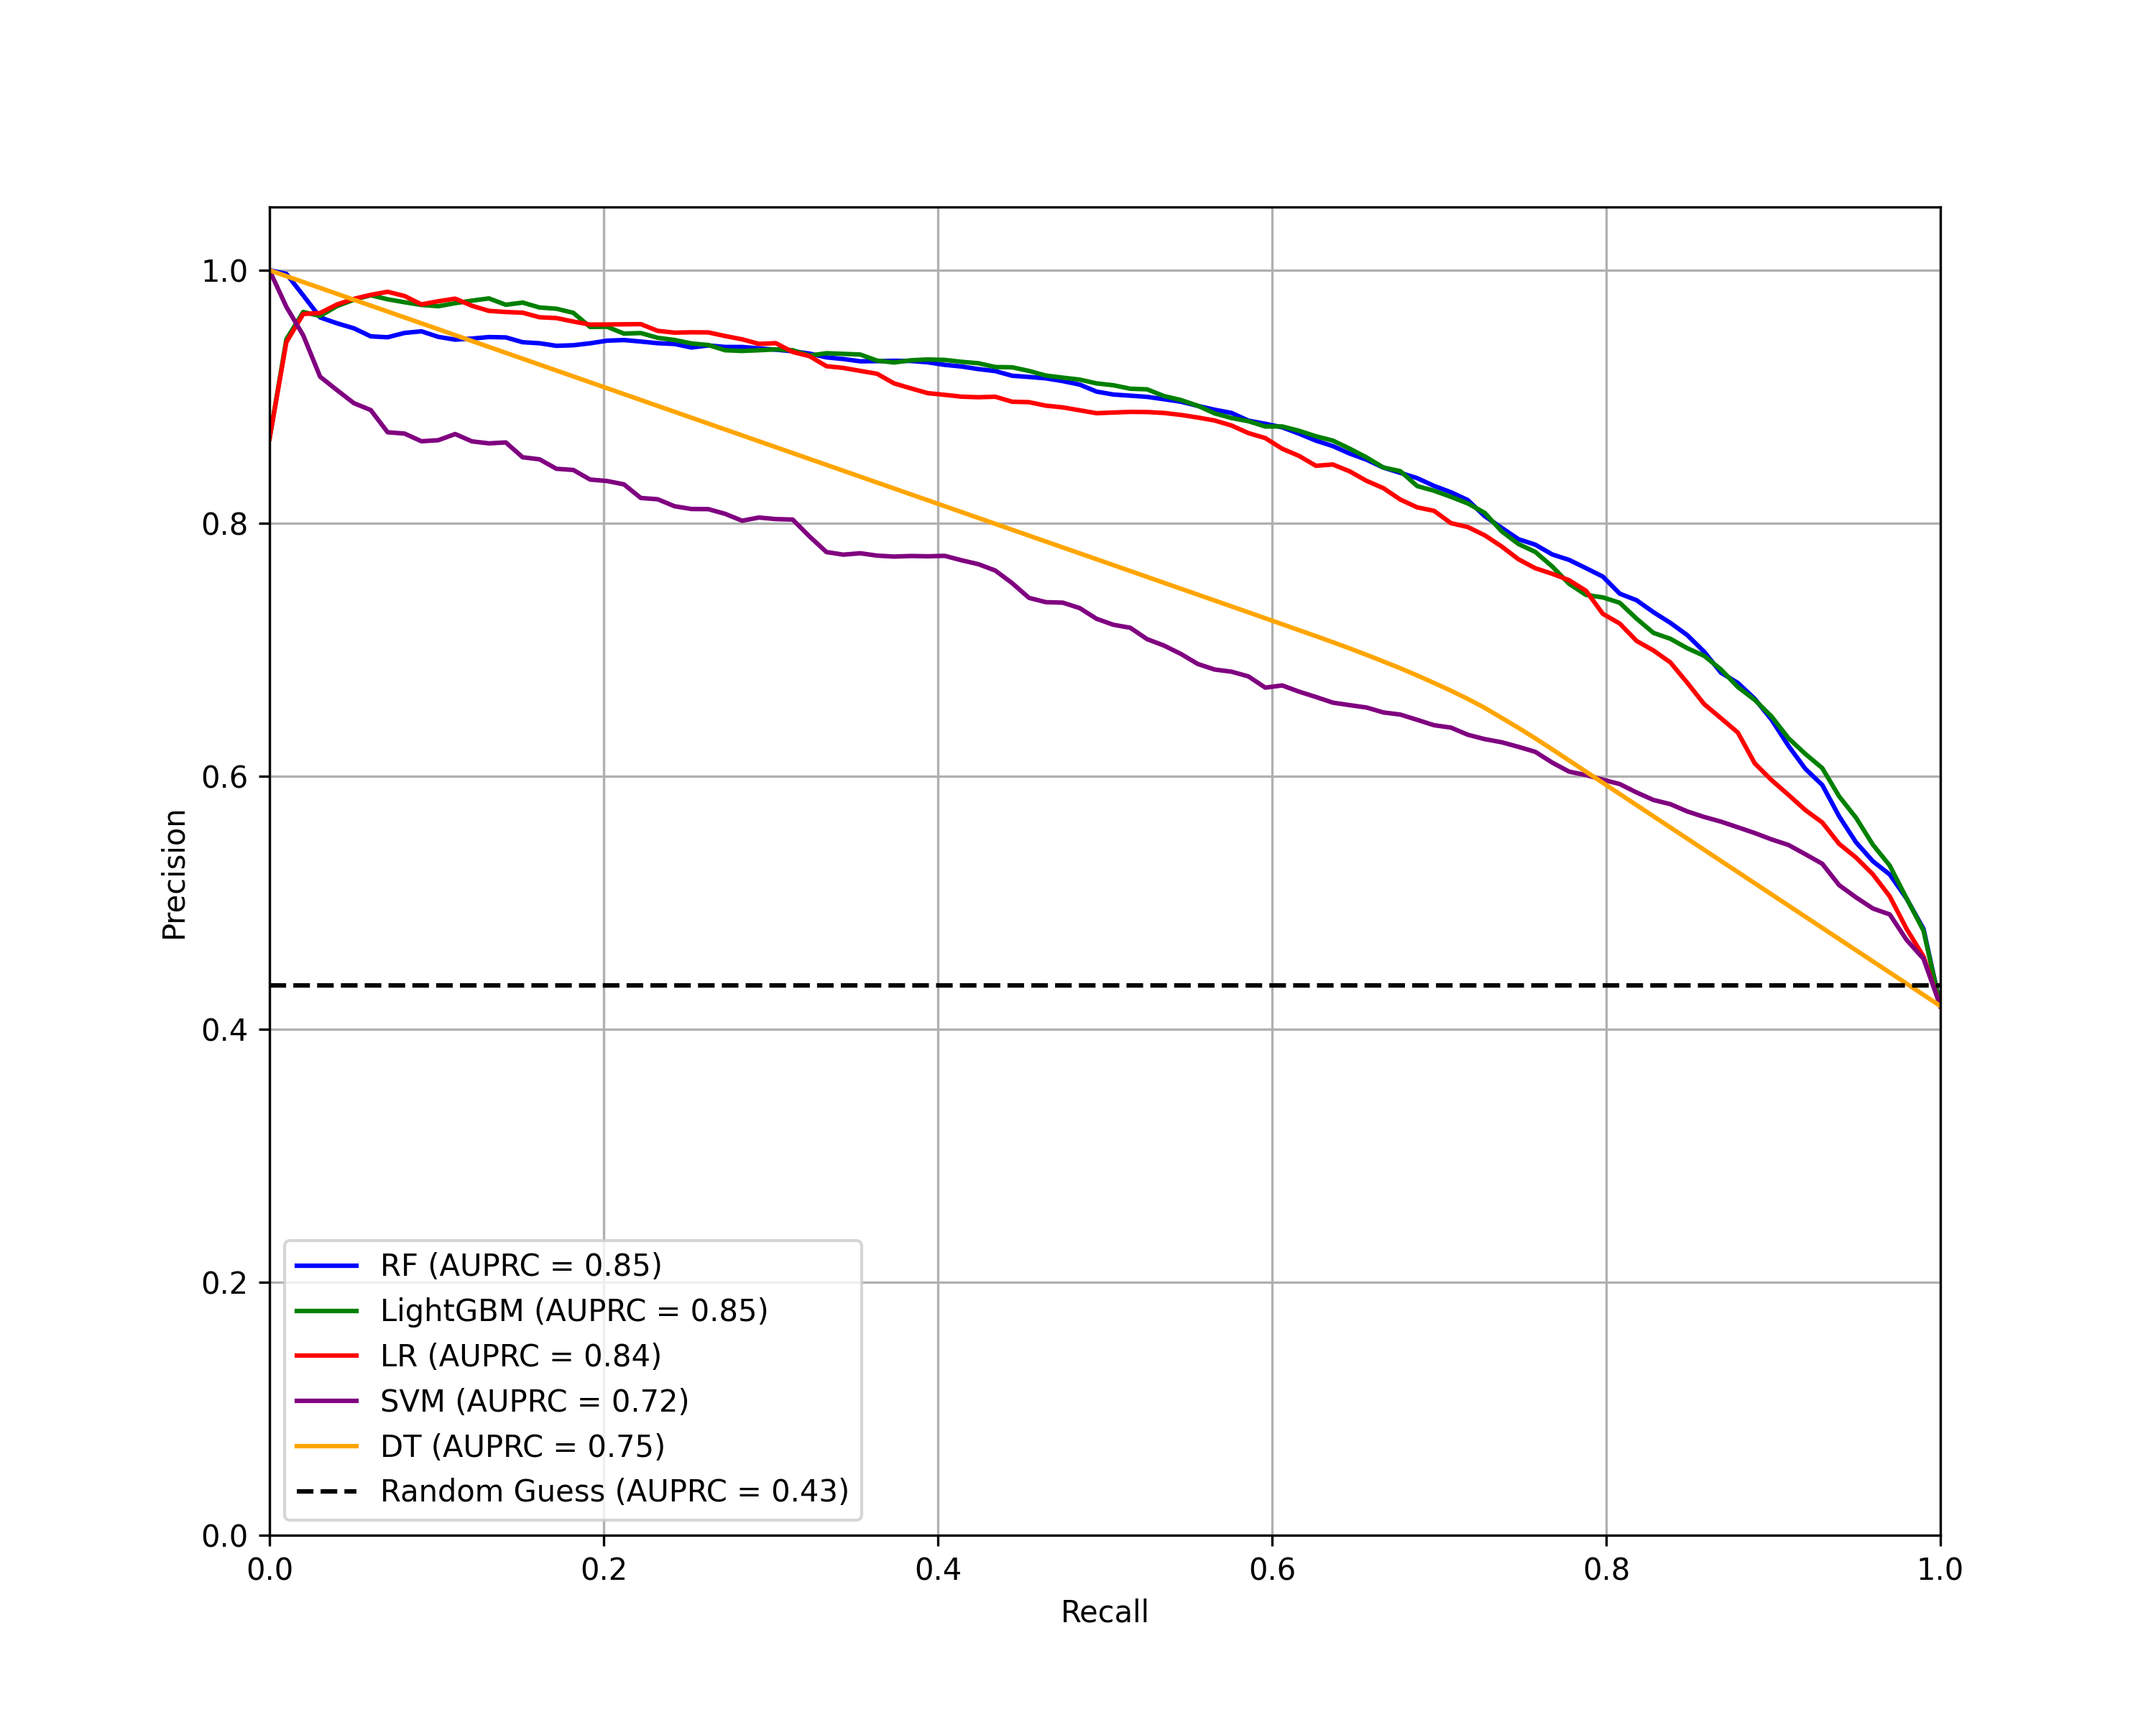 1.0
0.8
0.6
0.4
0.2
0.0
Precision
RF (AUPRC = 0.85)
LightGBM (AUPRC = 0.85)
LR (AUPRC = 0.84)
SVM (AUPRC = 0.72)
DT (AUPRC = 0.75)
Random Guess (AUPRC = 0.43)
0.0 0.2 0.4 0.6 0.8 1.0
Recall